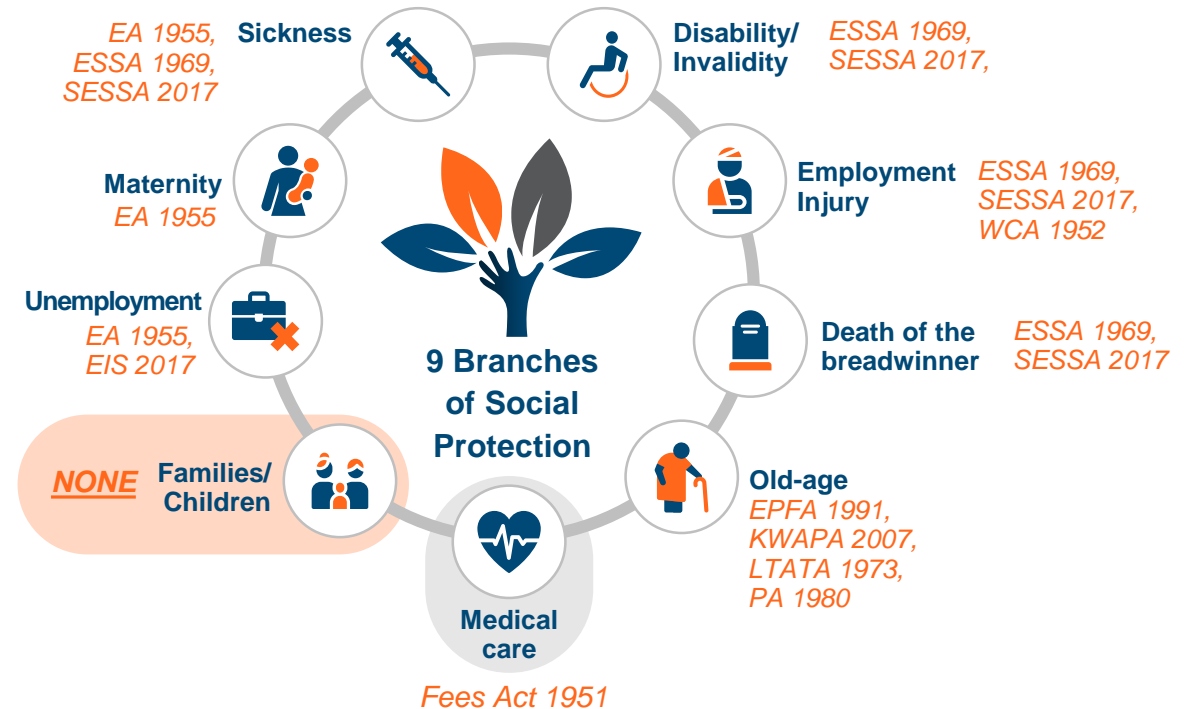 EA 1955,
ESSA 1969,
SESSA 2017
Sickness
Disability/
Invalidity
ESSA 1969,
SESSA 2017,
Maternity
EA 1955
Employment
Injury
ESSA 1969,
SESSA 2017,
WCA 1952
Unemployment
EA 1955,
EIS 2017
Death of the
breadwinner
ESSA 1969,
SESSA 2017
9 Branches
of Social
Protection
NONE
Families/
Children
Old-age
EPFA 1991,
KWAPA 2007,
LTATA 1973,
PA 1980
Medical
care
Fees Act 1951